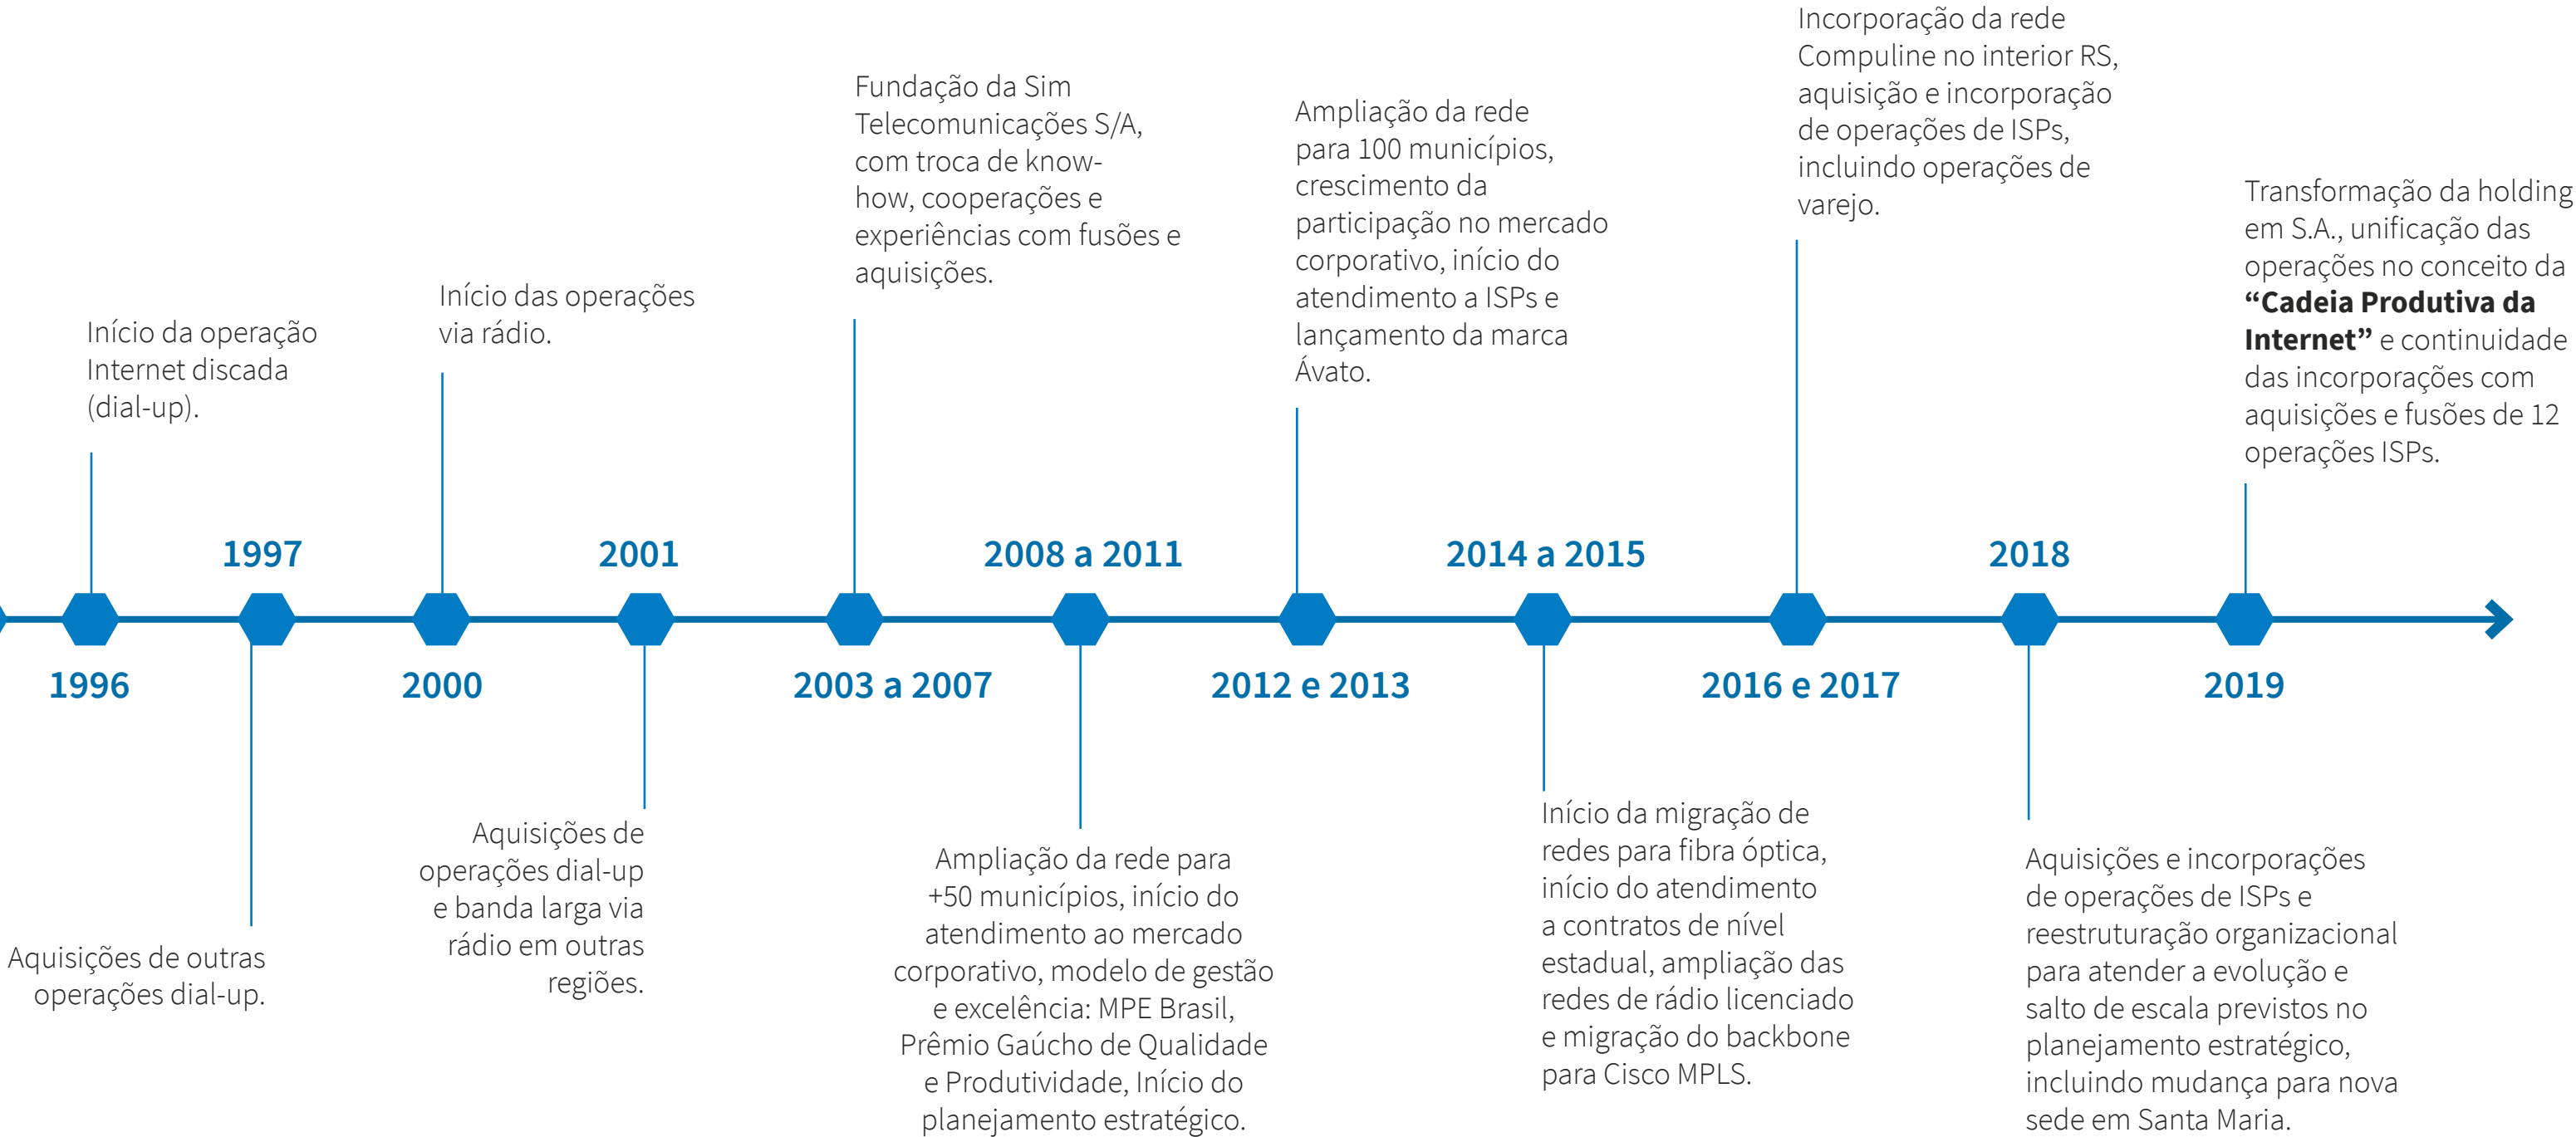 Início da operação
Internet discada
(dial-up).
1996
1997
Aquisições de outras
operações dial-up.
Início das operações
via rádio.
2000
2001
Aquisições de
operações dial-up
e banda larga via
rádio em outras
regiões.
Fundação da Sim
Telecomunicações S/A,
com troca de know-
how, cooperações e
experiências com fusões e
aquisições.
2003 a 2007
2008 a 2011
Ampliação da rede para
+50 municípios, início do
atendimento ao mercado
corporativo, modelo de gestão
e excelência: MPE Brasil,
Prêmio Gaúcho de Qualidade
e Produtividade, Início do
planejamento estratégico.
Ampliação da rede
para 100 municípios,
crescimento da
participação no mercado
corporativo, início do
atendimento a ISPs e
lançamento da marca
Ávato.
2012 e 2013
2014 a 2015
Início da migração de
redes para fibra óptica,
início do atendimento
a contratos de nível
estadual, ampliação das
redes de rádio licenciado
e migração do backbone
para Cisco MPLS.
Incorporação da rede
Compuline no interior RS,
aquisição e incorporação
de operações de ISPs,
incluindo operações de
varejo.
2016 e 2017
2018
Aquisições e incorporações
de operações de ISPs e
reestruturação organizacional
para atender a evolução e
salto de escala previstos no
planejamento estratégico,
incluindo mudança para nova
sede em Santa Maria.
Transformação da holding
em S.A., unificação das
operações no conceito da
“Cadeia Produtiva da
Internet” e continuidade
das incorporações com
aquisições e fusões de 12
operações ISPs.
2019